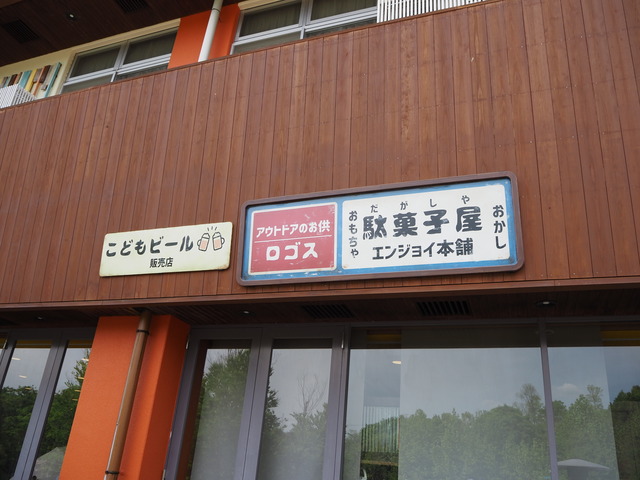 こどもビール
販売店
アウトドアのお供
ロゴス
おもちゃ
だがしや
駄菓子屋
エンジョイ本舗
おかし